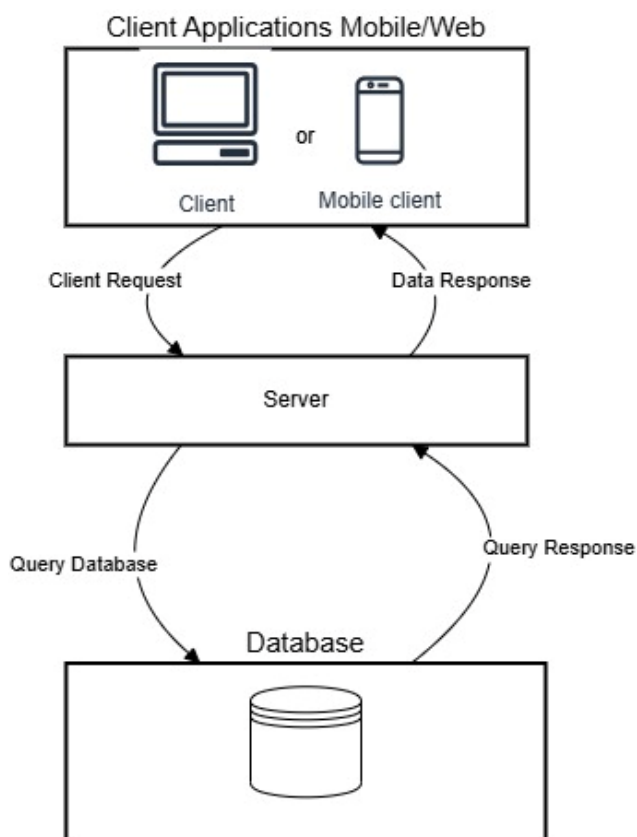 Client Applications Mobile/Web
or
Client
Mobile client
Client Request
Data Response
Server
Query Database
Query Response
Database